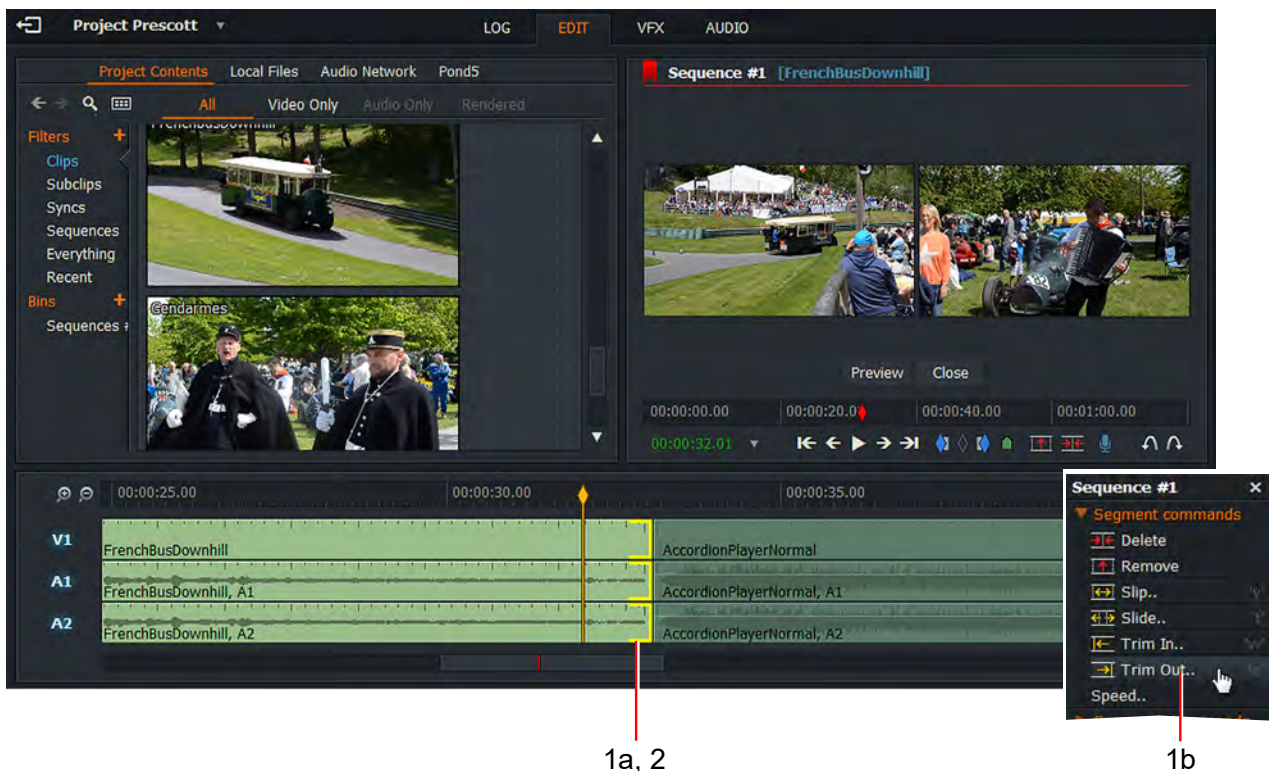 Project Prescott
LOG EDIT VFX AUDIO
Project Contents Local Files Audio Network Pond5
All Video Only Audio Only Rendered
Filters +
Clips
Subclips
Syncs
Sequences
Everything
Recent
Bins +
Sequences
FrenchBusDownhill
Gendarmes
Sequence #1 [FrenchBusDownhill]
Preview Close
00:00:00.00 00:00:20.0 00:00:40.00 00:01:00.00
00:00:32.01
00:00:25.00 00:00:30.00 00:00:35.00
V1 FrenchBusDownhill AccordionPlayerNormal
A1 FrenchBusDownhill, A1 AccordionPlayerNormal, A1
A2 FrenchBusDownhill, A2 AccordionPlayerNormal, A2
Sequence #1 ×
Segment commands
Delete
Remove
Slip..
Slide..
Trim In..
Trim Out..
Speed..
1a, 2
1b